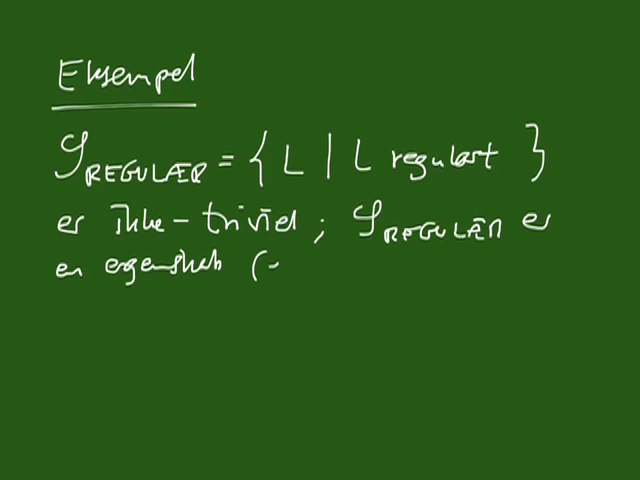 Eksempel
𝒮REGULÆR = { L | L regulært }
er ikke-triviel ; 𝒮REGULÆR er
en egenskab (